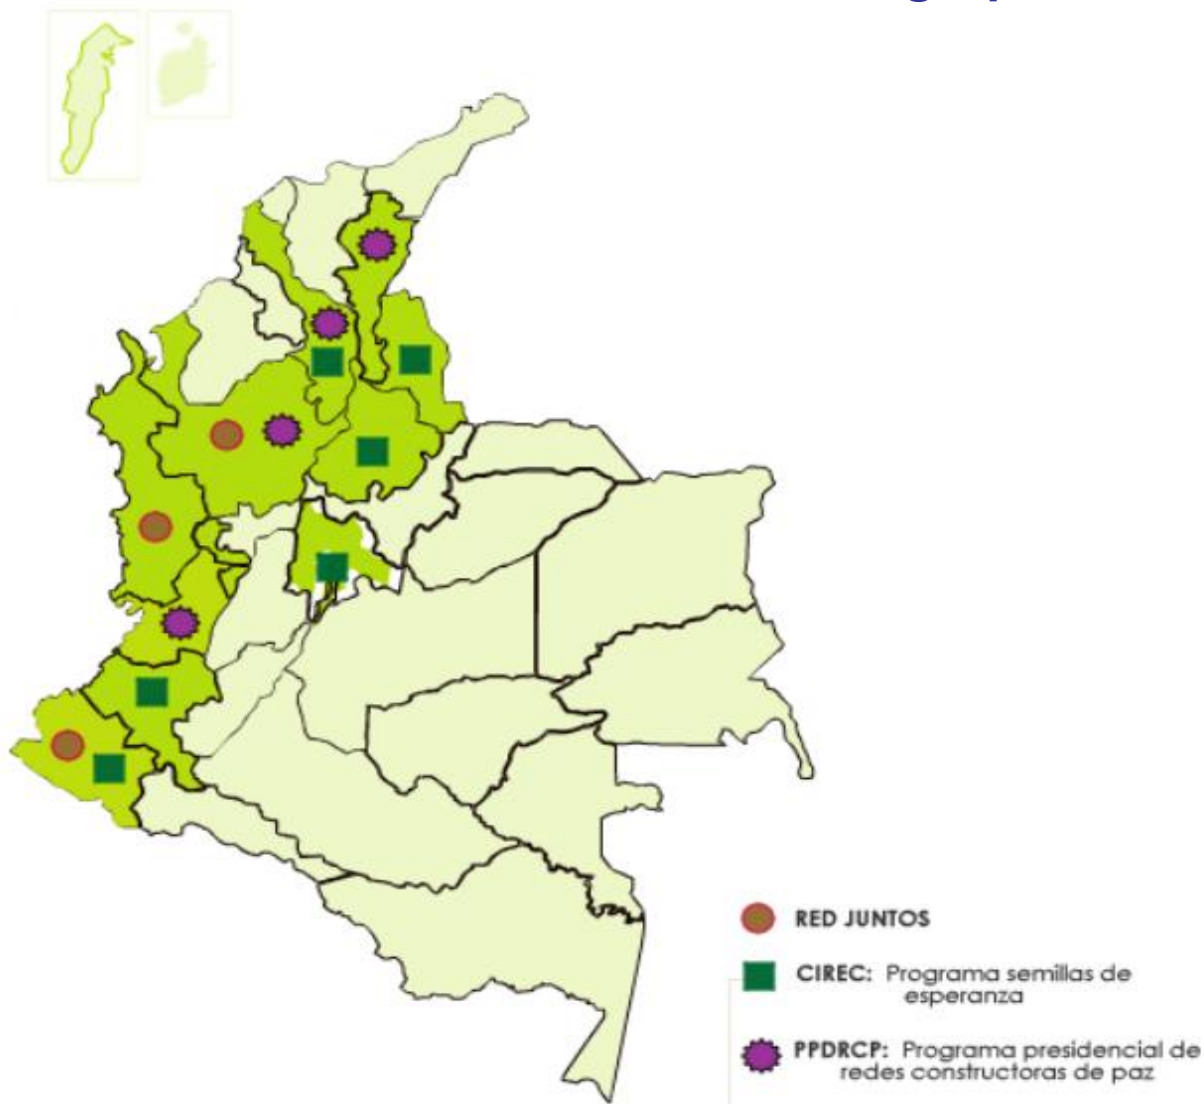 RED JUNTOS
CIREC: Programa semillas de
esperanza
PPDRCP: Programa presidencial de
redes constructoras de paz